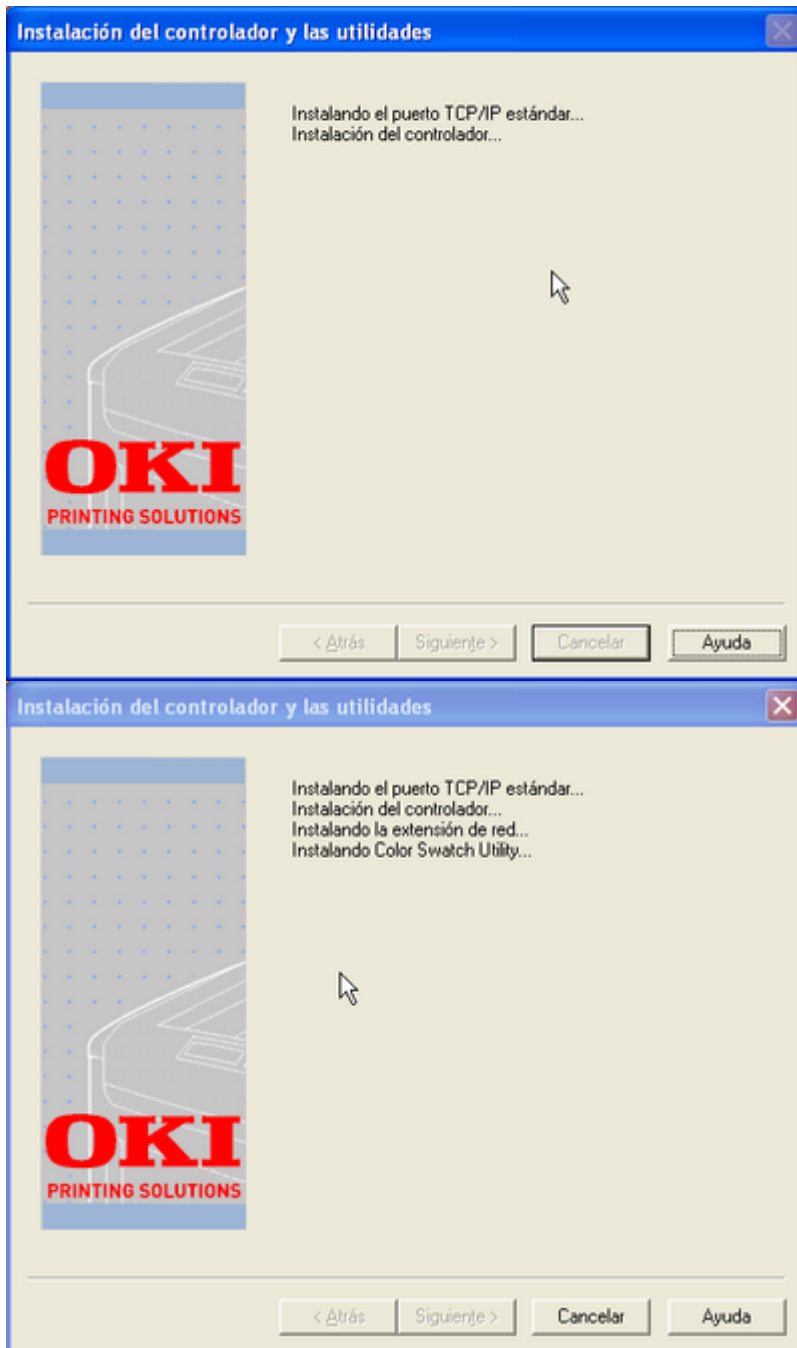 Instalación del controlador y las utilidades
Instalando el puerto TCP/IP estándar...
Instalación del controlador...
OKI
PRINTING SOLUTIONS
< Atrás
Siguiente >
Cancelar
Ayuda
Instalación del controlador y las utilidades
Instalando el puerto TCP/IP estándar...
Instalación del controlador...
Instalando la extensión de red...
Instalando Color Swatch Utility...
OKI
PRINTING SOLUTIONS
< Atrás
Siguiente >
Cancelar
Ayuda